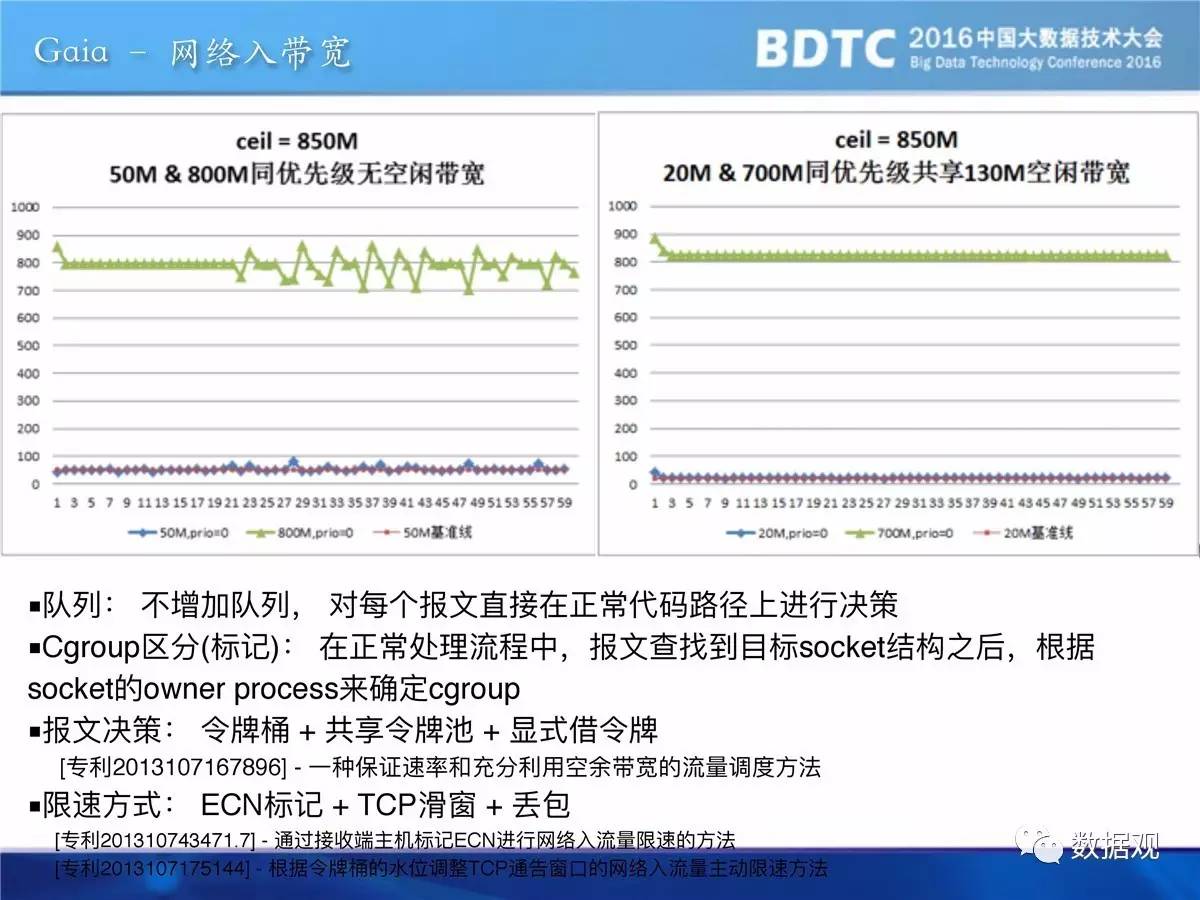 Gaia - 网络入带宽
BDTC 2016中国大数据技术大会
Big Data Technology Conference 2016
ceil = 850M
50M & 800M同优先级无空闲带宽
1000
900
800
700
600
500
400
300
200
100
0
1 3 5 7 9 11 13 15 17 19 21 23 25 27 29 31 33 35 37 39 41 43 45 47 49 51 53 55 57 59
50M,prio=0 800M,prio=0 50M基准线
ceil = 850M
20M & 700M同优先级共享130M空闲带宽
1000
900
800
700
600
500
400
300
200
100
0
1 3 5 7 9 11 13 15 17 19 21 23 25 27 29 31 33 35 37 39 41 43 45 47 49 51 53 55 57 59
20M,prio=0 700M,prio=0 20M基准线
▪队列： 不增加队列， 对每个报文直接在正常代码路径上进行决策
▪Cgroup区分(标记)： 在正常处理流程中，报文查找到目标socket结构之后，根据
socket的owner process来确定cgroup
▪报文决策： 令牌桶 + 共享令牌池 + 显式借令牌
[专利2013107167896] - 一种保证速率和充分利用空余带宽的流量调度方法
▪限速方式： ECN标记 + TCP滑窗 + 丢包
[专利201310743471.7] - 通过接收端主机标记ECN进行网络入流量限速的方法
[专利2013107175144] - 根据令牌桶的水位调整TCP通告窗口的网络入流量主动限速方法
数据观